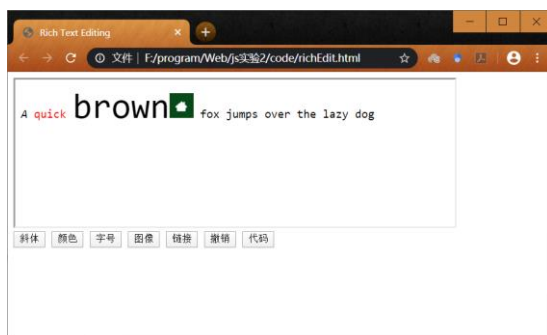 Rich Text Editing
文件 | F:/program/Web/js实验2/code/richEdit.html
A quick brown fox jumps over the lazy dog
斜体 颜色 字号 图像 链接 撤销 代码